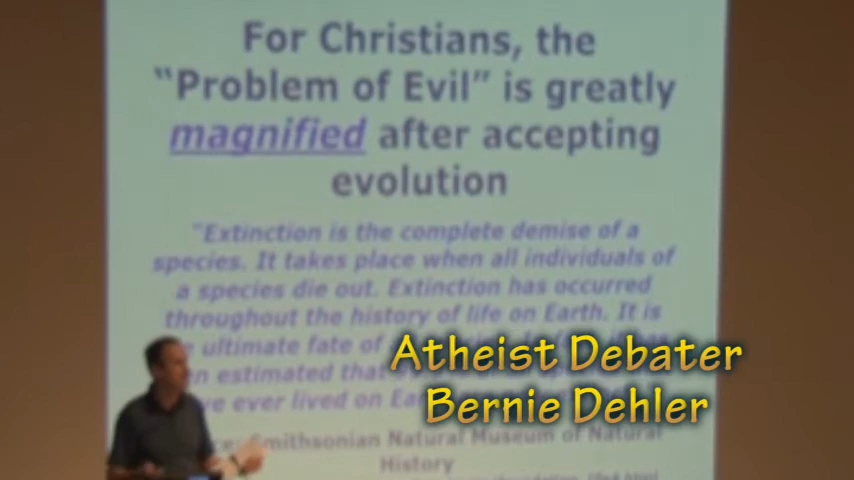 For Christians, the
“Problem of Evil” is greatly
magnified after accepting
evolution
"Extinction is the complete demise of a
species. It takes place when all individuals of
a species die out. Extinction has occurred
throughout the history of life on Earth. It is
ultimate fate of
estimated that
ever lived on
Smithsonian Natural Museum of Natural
History
Atheist Debater
Bernie Dehler